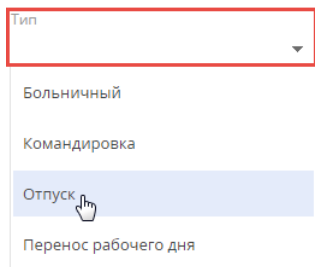 Тип
Больничный
Командировка
Отпуск
Перенос рабочего дня